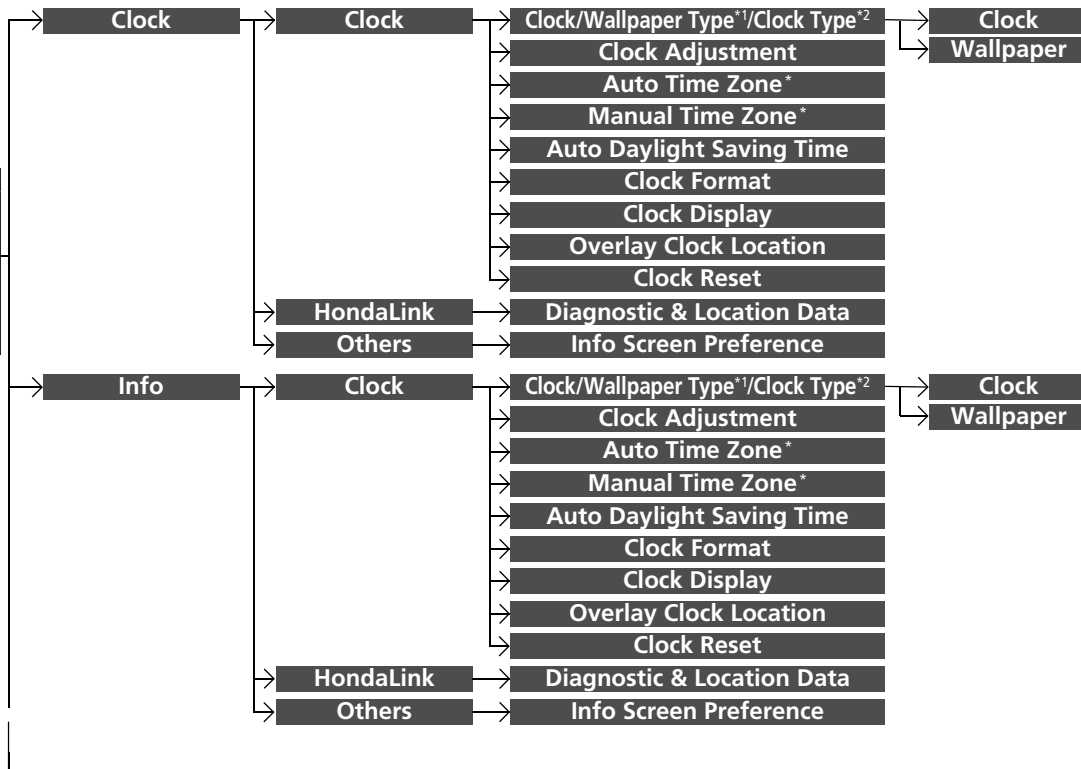 Clock Clock Clock/Wallpaper Type*1/Clock Type*2 Clock
Wallpaper
Clock Adjustment
Auto Time Zone*
Manual Time Zone*
Auto Daylight Saving Time
Clock Format
Clock Display
Overlay Clock Location
Clock Reset
HondaLink Diagnostic & Location Data
Others Info Screen Preference
Info Clock Clock/Wallpaper Type*1/Clock Type*2 Clock
Wallpaper
Clock Adjustment
Auto Time Zone*
Manual Time Zone*
Auto Daylight Saving Time
Clock Format
Clock Display
Overlay Clock Location
Clock Reset
HondaLink Diagnostic & Location Data
Others Info Screen Preference